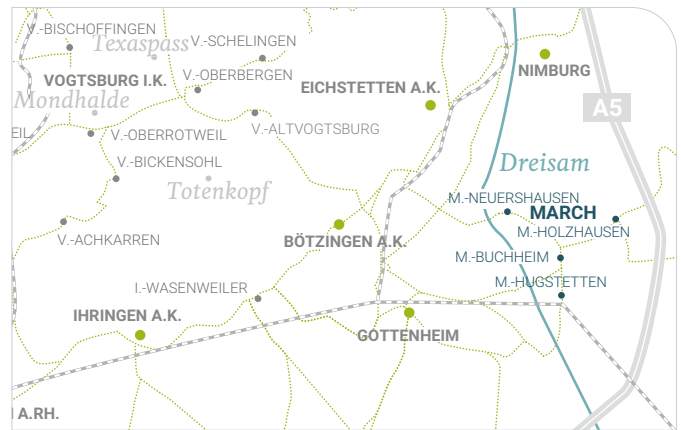 V.-BISCHOFFINGEN
Texaspass
V.-SCHELINGEN
VOGTSBURG I.K.
V.-OBERBERGEN
EICHSTETTEN A.K.
NIMBURG
Mondhalde
A5
EIL
V.-OBERROTWEIL
V.-ALTVOGTSBURG
V.-BICKENSOHL
Dreisam
Totenkopf
M.-NEUERSHAUSEN
MARCH
M.-HOLZHAUSEN
V.-ACHKARREN
BÖTZINGEN A.K.
M.-BUCHHEIM
M.-HUGSTETTEN
I.-WASENWEILER
IHRINGEN A.K.
GOTTENHEIM
A.RH.